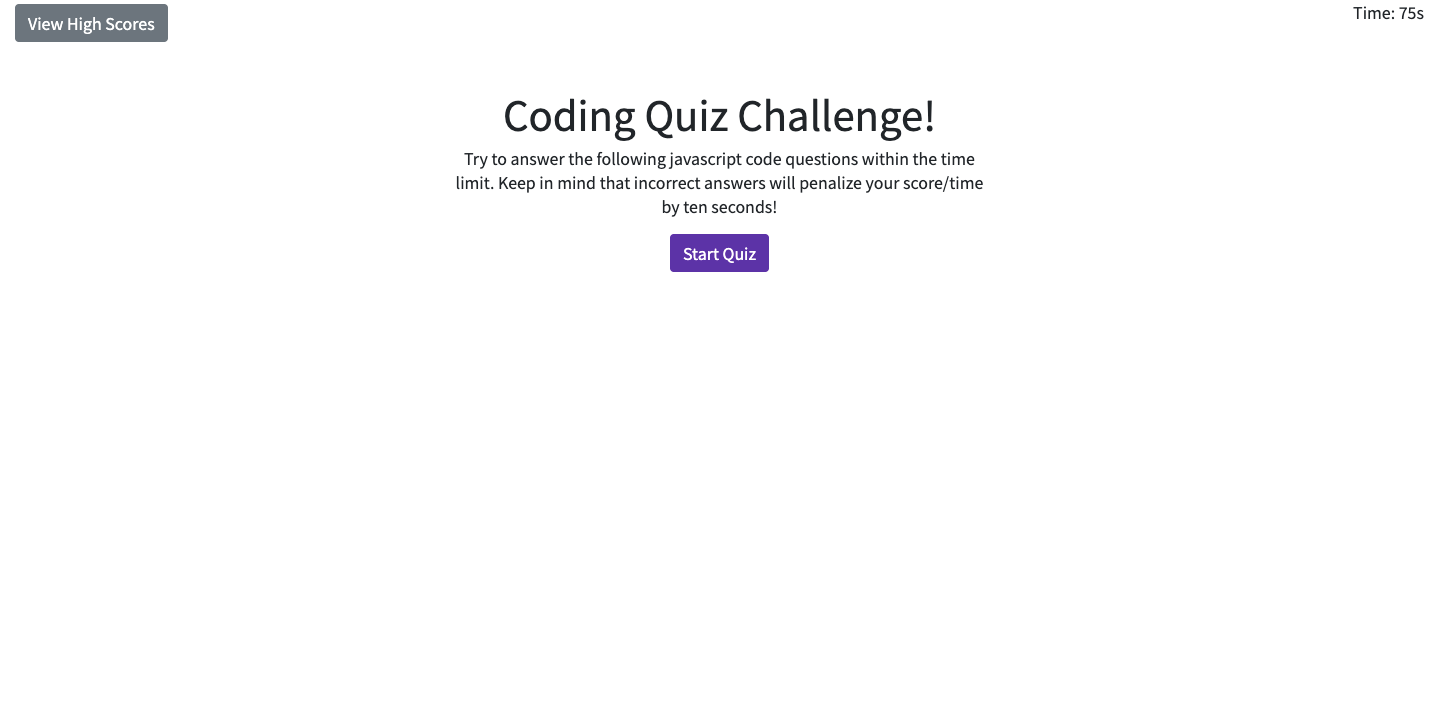 View High Scores
Time: 75s
Coding Quiz Challenge!
Try to answer the following javascript code questions within the time
limit. Keep in mind that incorrect answers will penalize your score/time
by ten seconds!
Start Quiz